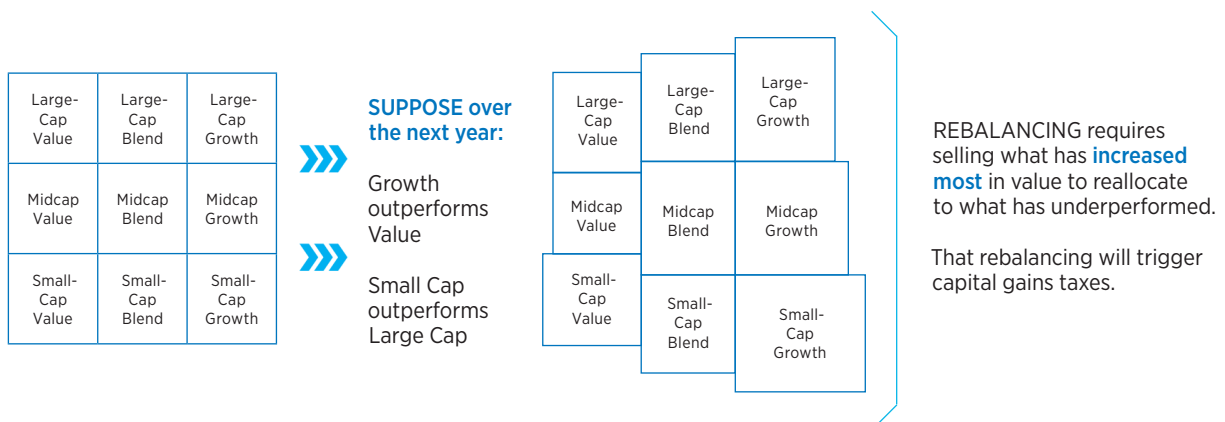 Large-
Cap
Value
Large-
Cap
Blend
Large-
Cap
Growth
Midcap
Value
Midcap
Blend
Midcap
Growth
Small-
Cap
Value
Small-
Cap
Blend
Small-
Cap
Growth
SUPPOSE over
the next year:
Growth
outperforms
Value
Small Cap
outperforms
Large Cap
Large-
Cap
Value
Large-
Cap
Blend
Large-
Cap
Growth
Midcap
Value
Midcap
Blend
Midcap
Growth
Small-
Cap
Value
Small-
Cap
Blend
Small-
Cap
Growth
REBALANCING requires
selling what has increased
most in value to reallocate
to what has underperformed.
That rebalancing will trigger
capital gains taxes.